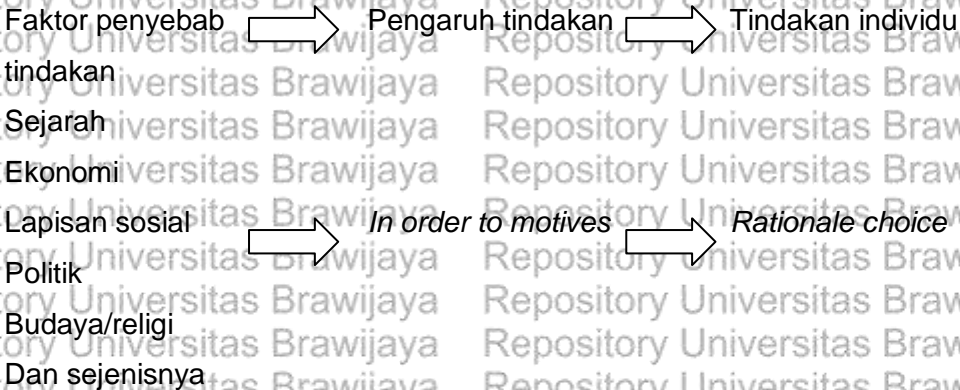 Faktor penyebab Pengaruh tindakan Tindakan individu
tindakan
Sejarah
Ekonomi
Lapisan sosial In order to motives Rationale choice
Politik
Budaya/religi
Dan sejenisnya